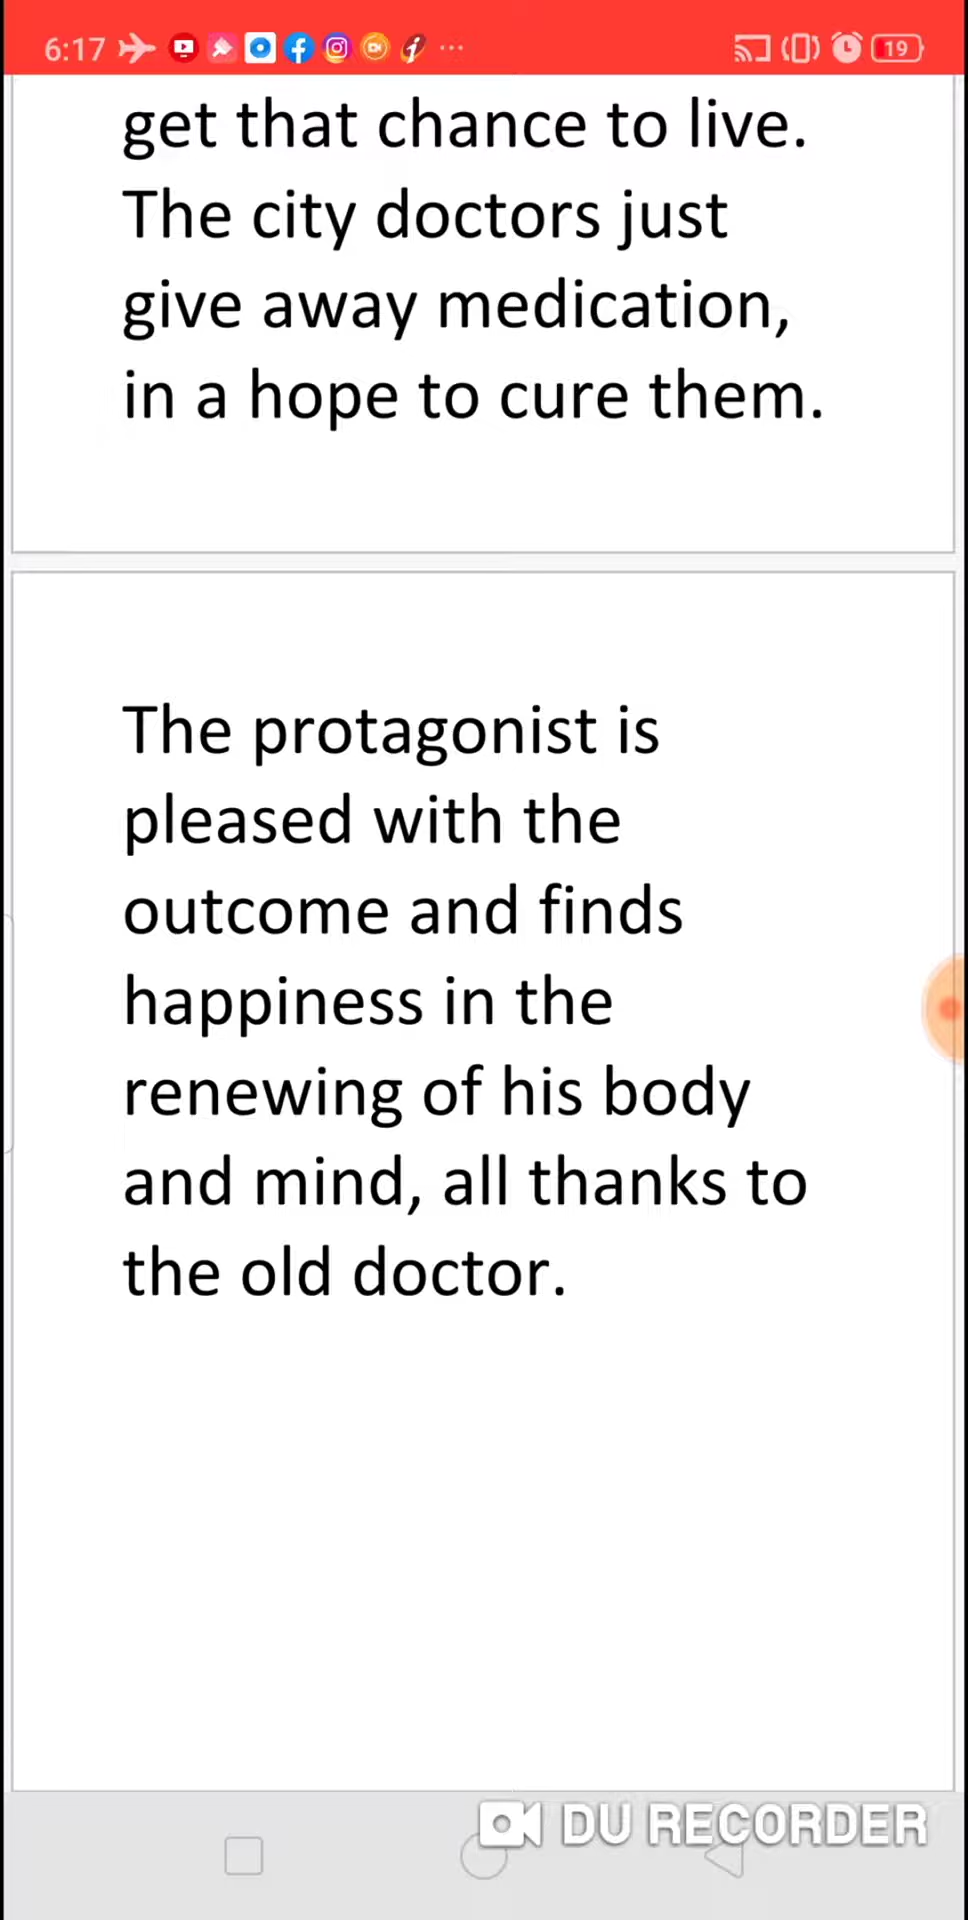 6:17
19
get that chance to live.
The city doctors just
give away medication,
in a hope to cure them.
The protagonist is
pleased with the
outcome and finds
happiness in the
renewing of his body
and mind, all thanks to
the old doctor.
DU RECORDER